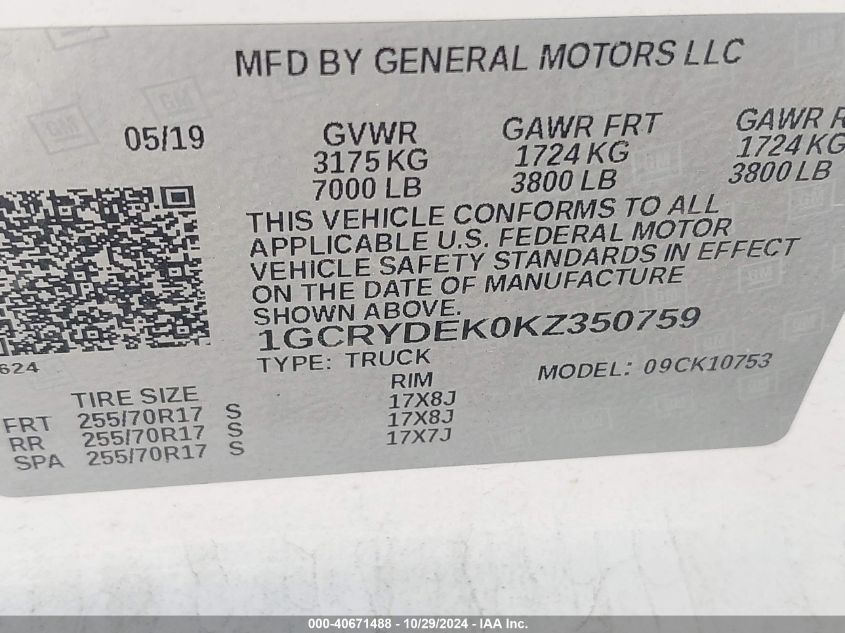 MFD BY GENERAL MOTORS LLC
05/19 GVWR GAWR FRT GAWR R
3175 KG 1724 KG 1724 KG
7000 LB 3800 LB 3800 LB
THIS VEHICLE CONFORMS TO ALL
APPLICABLE U.S. FEDERAL MOTOR
VEHICLE SAFETY STANDARDS IN EFFECT
ON THE DATE OF MANUFACTURE
SHOWN ABOVE.
1GCRYDEK0KZ350759
624 TYPE: TRUCK MODEL: 09CK10753
TIRE SIZE RIM
FRT 255/70R17 S 17X8J
RR 255/70R17 S 17X8J
SPA 255/70R17 S 17X7J
000-40671488 - 10/29/2024 - IAA Inc.